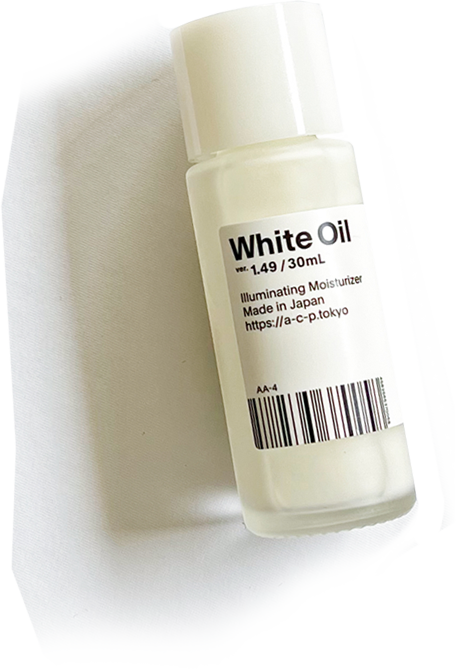 White Oil
ver. 1.49 / 30mL
Illuminating Moisturizer
Made in Japan
https://a-c-p.tokyo
AA-4